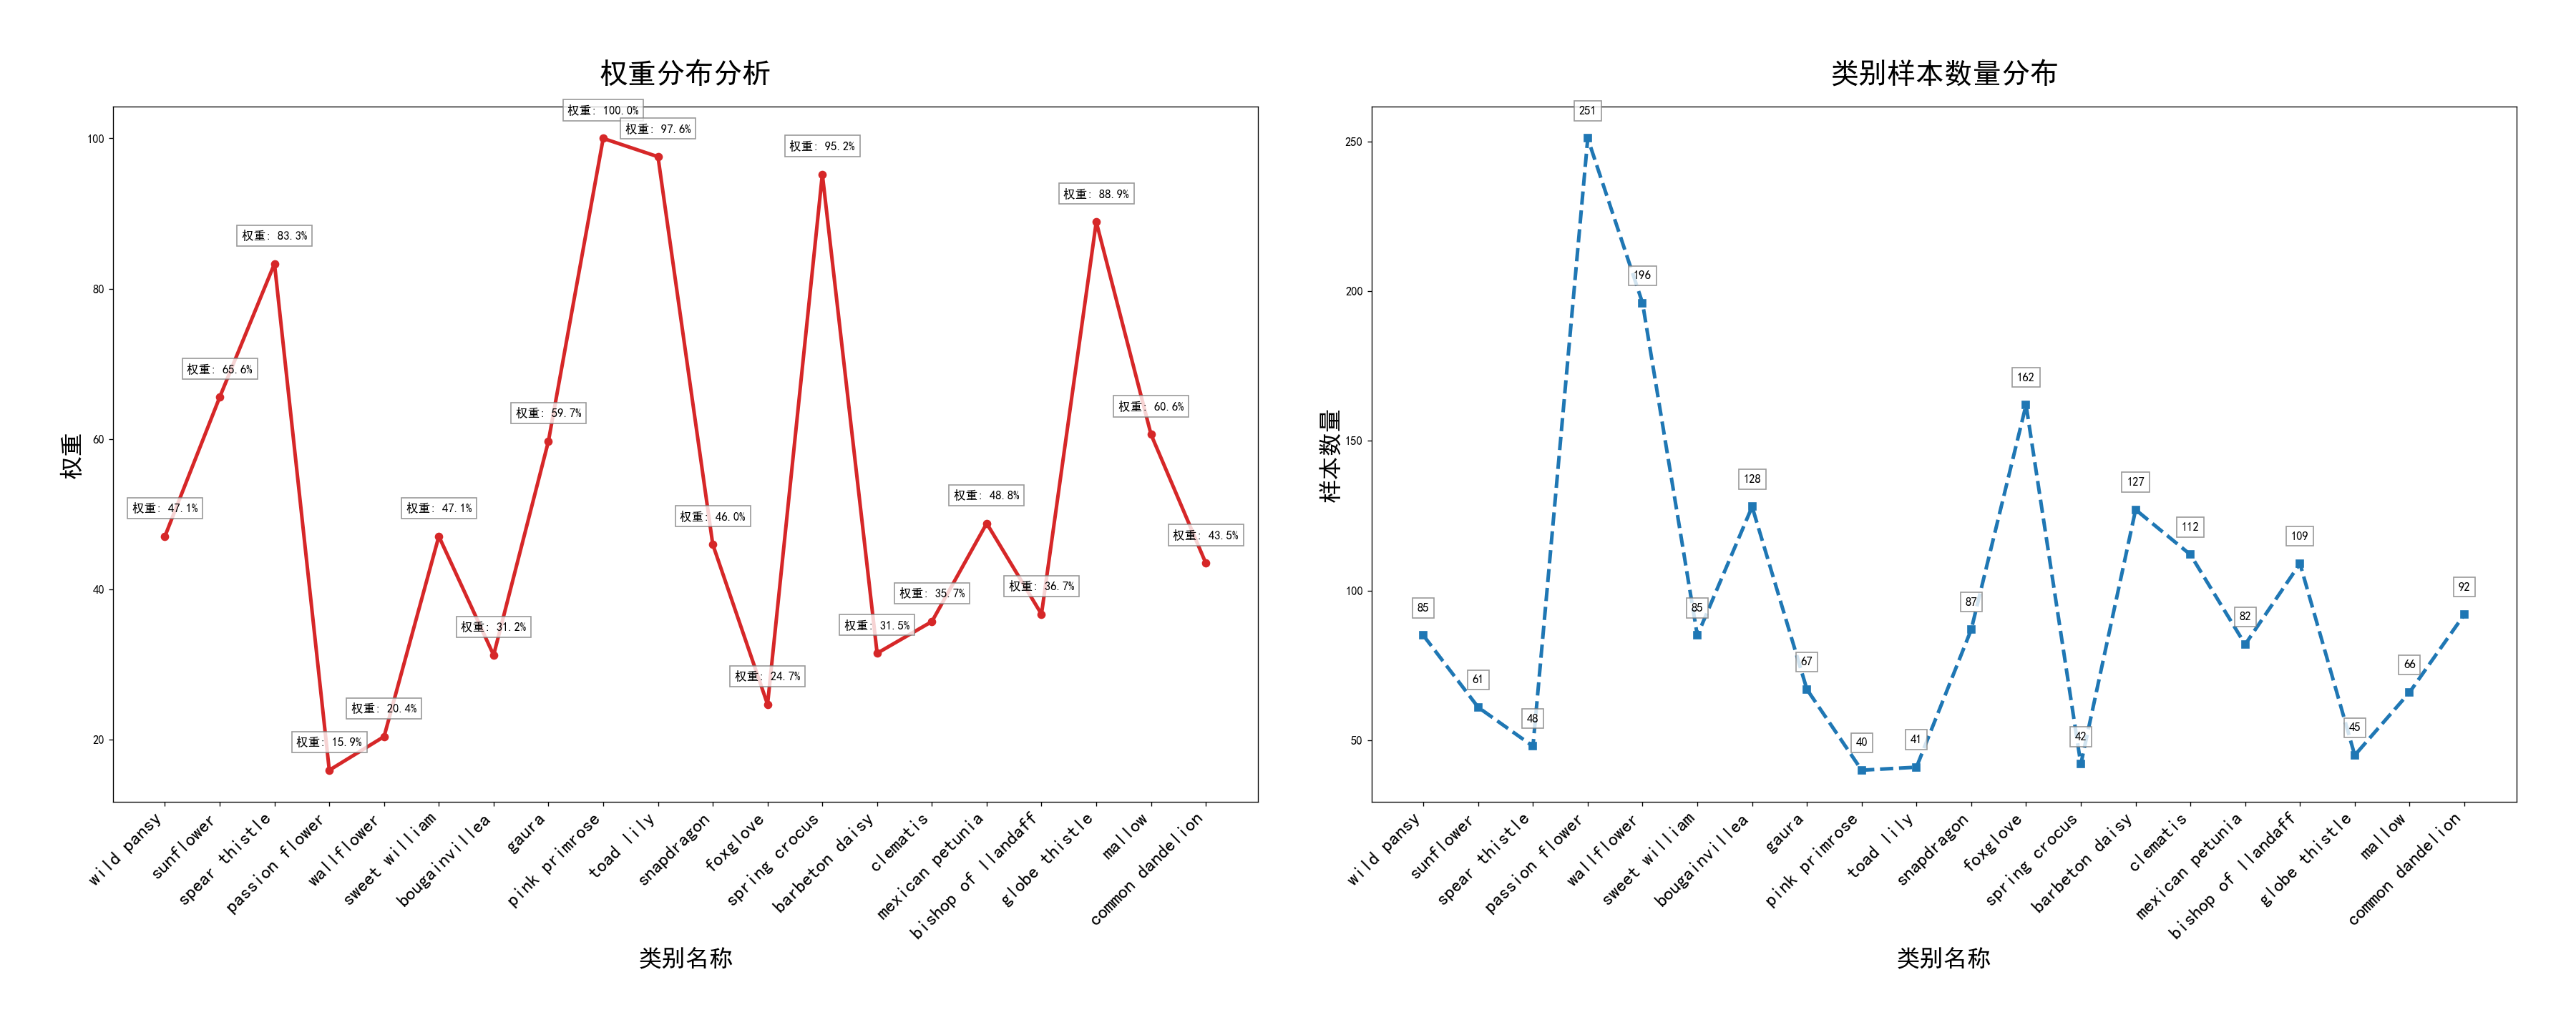 权重分布分析
权重
100
80
60
40
20
权重: 47.1%
权重: 65.6%
权重: 83.3%
权重: 15.9%
权重: 20.4%
权重: 47.1%
权重: 31.2%
权重: 59.7%
权重: 100.0%
权重: 97.6%
权重: 46.0%
权重: 24.7%
权重: 95.2%
权重: 31.5%
权重: 35.7%
权重: 48.8%
权重: 36.7%
权重: 88.9%
权重: 60.6%
权重: 43.5%
wild pansy
sunflower
spear thistle
passion flower
wallflower
sweet william
bougainvillea
gaura
pink primrose
toad lily
snapdragon
foxglove
spring crocus
barbeton daisy
clematis
mexican petunia
bishop of llandaff
globe thistle
mallow
common dandelion
类别名称
类别样本数量分布
样本数量
250
200
150
100
50
85
61
48
251
196
85
128
67
40
41
87
162
42
127
112
82
109
45
66
92
wild pansy
sunflower
spear thistle
passion flower
wallflower
sweet william
bougainvillea
gaura
pink primrose
toad lily
snapdragon
foxglove
spring crocus
barbeton daisy
clematis
mexican petunia
bishop of llandaff
globe thistle
mallow
common dandelion
类别名称